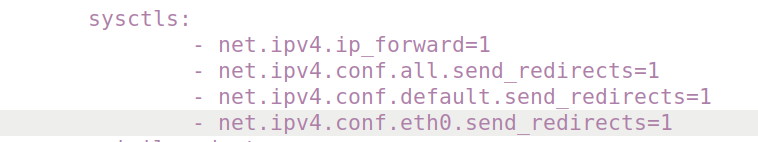 sysctls:
- net.ipv4.ip_forward=1
- net.ipv4.conf.all.send_redirects=1
- net.ipv4.conf.default.send_redirects=1
- net.ipv4.conf.eth0.send_redirects=1